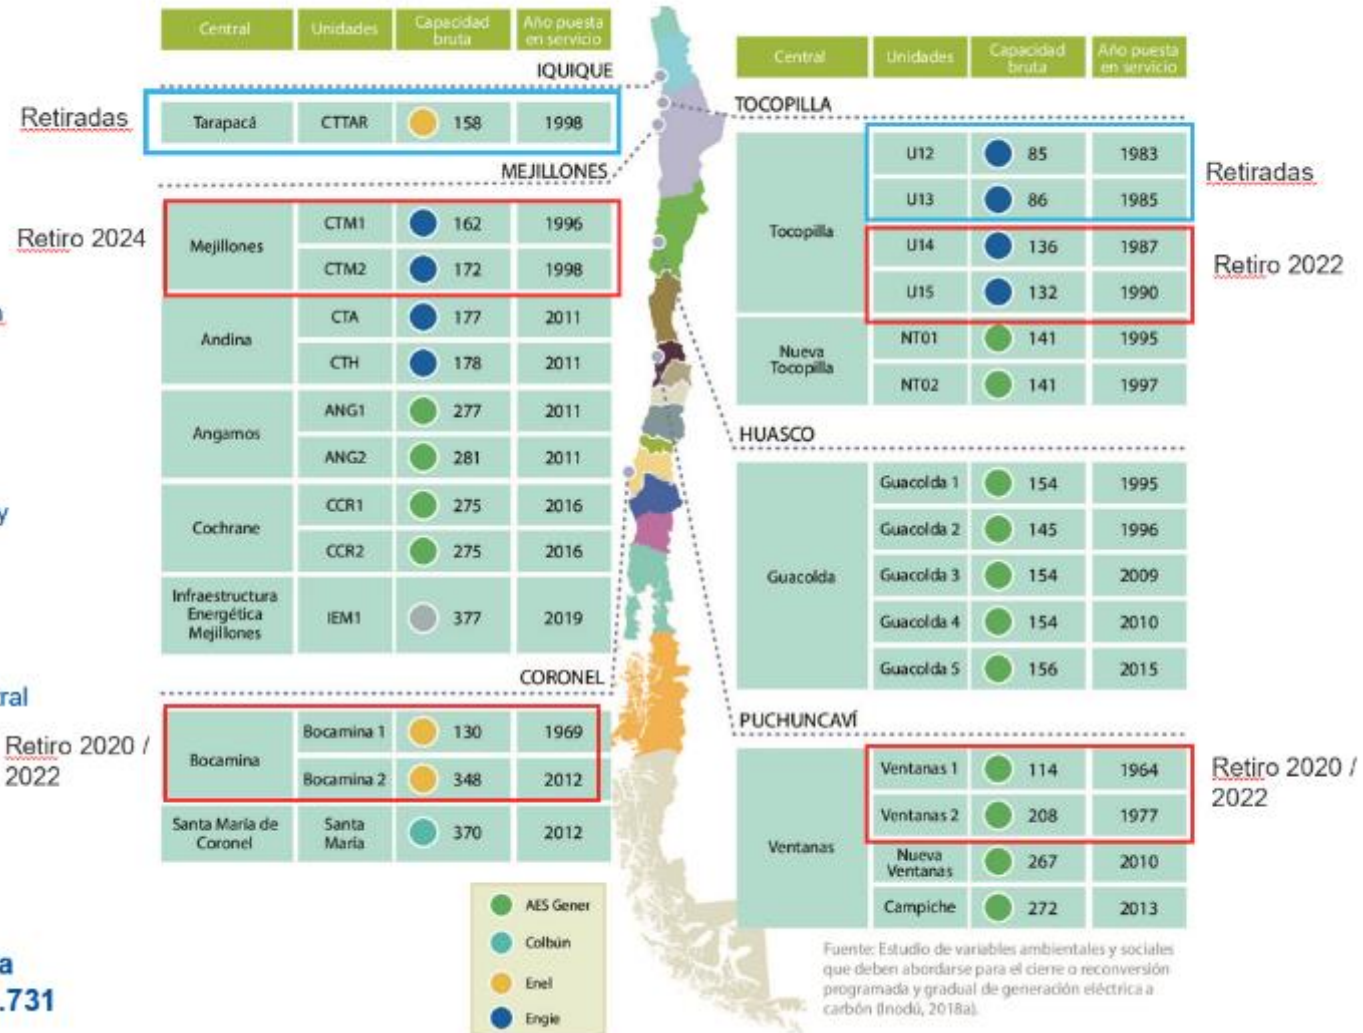 Central Unidades Capacidad bruta Año puesta en servicio
IQUIQUE
Retiradas
Tarapacá CTTAR 158 1998
MEJILLONES
Retiro 2024
Mejillones CTM1 162 1996
CTM2 172 1998
Andina CTA 177 2011
CTH 178 2011
Angamos ANG1 277 2011
ANG2 281 2011
Cochrane CCR1 275 2016
CCR2 275 2016
Infraestructura Energética Mejillones IEM1 377 2019
CORONEL
Retiro 2020 /
2022
Bocamina Bocamina 1 130 1969
Bocamina 2 348 2012
Santa María de Coronel Santa María 370 2012
AES Gener
Colbún
Enel
Engie
Central Unidades Capacidad bruta Año puesta en servicio
TOCOPILLA
Tocopilla U12 85 1983
U13 86 1985
Retiradas
U14 136 1987
U15 132 1990
Retiro 2022
Nueva Tocopilla NT01 141 1995
NT02 141 1997
HUASCO
Guacolda Guacolda 1 154 1995
Guacolda 2 145 1996
Guacolda 3 154 2009
Guacolda 4 154 2010
Guacolda 5 156 2015
PUCHUNCAVÍ
Ventanas Ventanas 1 114 1964
Ventanas 2 208 1977
Retiro 2020 /
2022
Nueva Ventanas 267 2010
Campiche 272 2013
Fuente: Estudio de variables ambientales y sociales
que deben abordarse para el cierre o reconversión
programada y gradual de generación eléctrica a
carbón (Inodú, 2018a).
y
ral
a
.731